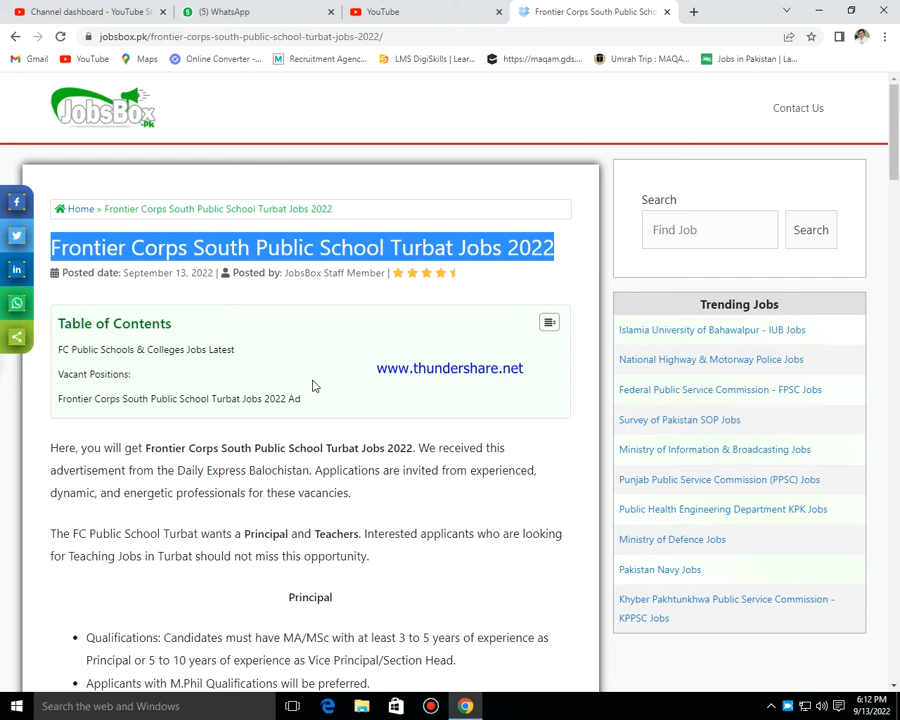 Channel dashboard - YouTube St
(5) WhatsApp
YouTube
Frontier Corps South Public Scho
jobsbox.pk/frontier-corps-south-public-school-turbat-jobs-2022/
Gmail
YouTube
Maps
Online Converter -...
Recruitment Agenc...
LMS DigiSkills | Lear...
https://maqam.gds....
Umrah Trip : MAQA...
Jobs in Pakistan | La...
JobsBox.PK
Contact Us
Home » Frontier Corps South Public School Turbat Jobs 2022
Frontier Corps South Public School Turbat Jobs 2022
Posted date: September 13, 2022 | Posted by: JobsBox Staff Member |
Table of Contents
FC Public Schools & Colleges Jobs Latest
Vacant Positions:
Frontier Corps South Public School Turbat Jobs 2022 Ad
www.thundershare.net
Here, you will get Frontier Corps South Public School Turbat Jobs 2022. We received this
advertisement from the Daily Express Balochistan. Applications are invited from experienced,
dynamic, and energetic professionals for these vacancies.
The FC Public School Turbat wants a Principal and Teachers. Interested applicants who are looking
for Teaching Jobs in Turbat should not miss this opportunity.
Principal
• Qualifications: Candidates must have MA/MSc with at least 3 to 5 years of experience as
Principal or 5 to 10 years of experience as Vice Principal/Section Head.
• Applicants with M.Phil Qualifications will be preferred.
Search
Find Job
Search
Trending Jobs
Islamia University of Bahawalpur - IUB Jobs
National Highway & Motorway Police Jobs
Federal Public Service Commission - FPSC Jobs
Survey of Pakistan SOP Jobs
Ministry of Information & Broadcasting Jobs
Punjab Public Service Commission (PPSC) Jobs
Public Health Engineering Department KPK Jobs
Ministry of Defence Jobs
Pakistan Navy Jobs
Khyber Pakhtunkhwa Public Service Commission -
KPPSC Jobs
Search the web and Windows
6:12 PM
9/13/2022